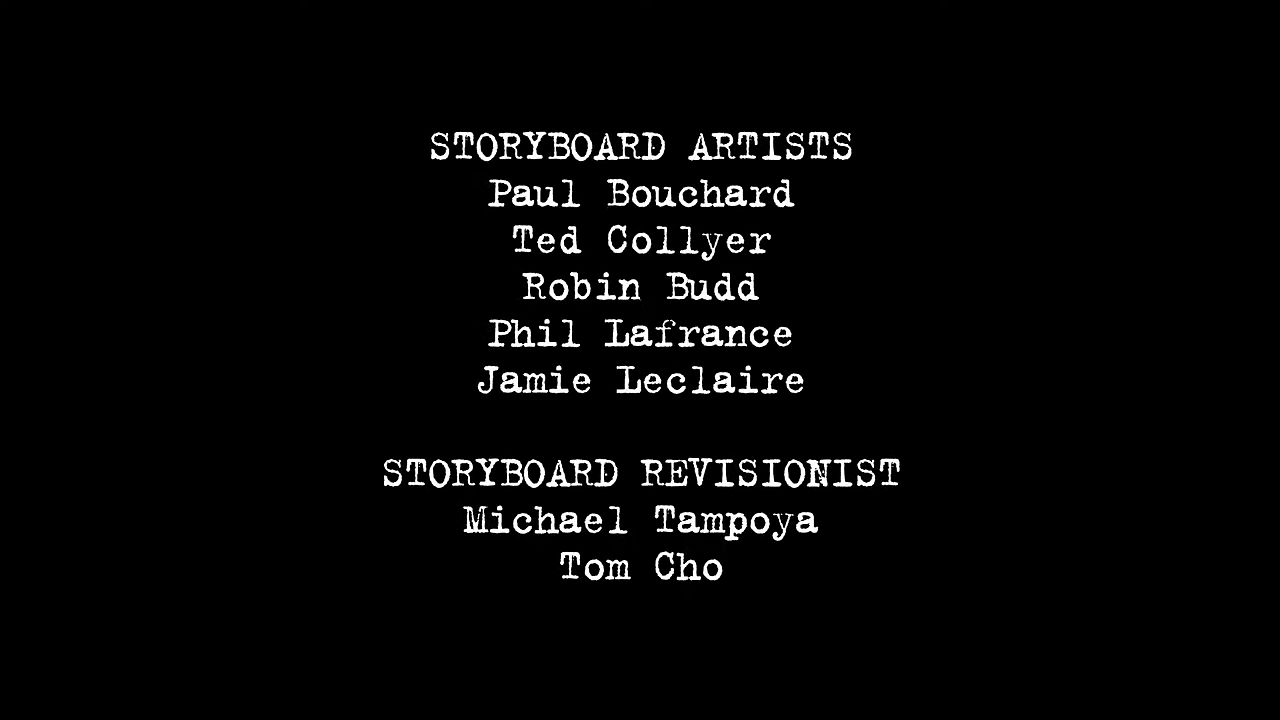 STORYBOARD ARTISTS
Paul Bouchard
Ted Collyer
Robin Budd
Phil Lafrance
Jamie Leclaire
STORYBOARD REVISIONIST
Michael Tampoya
Tom Cho